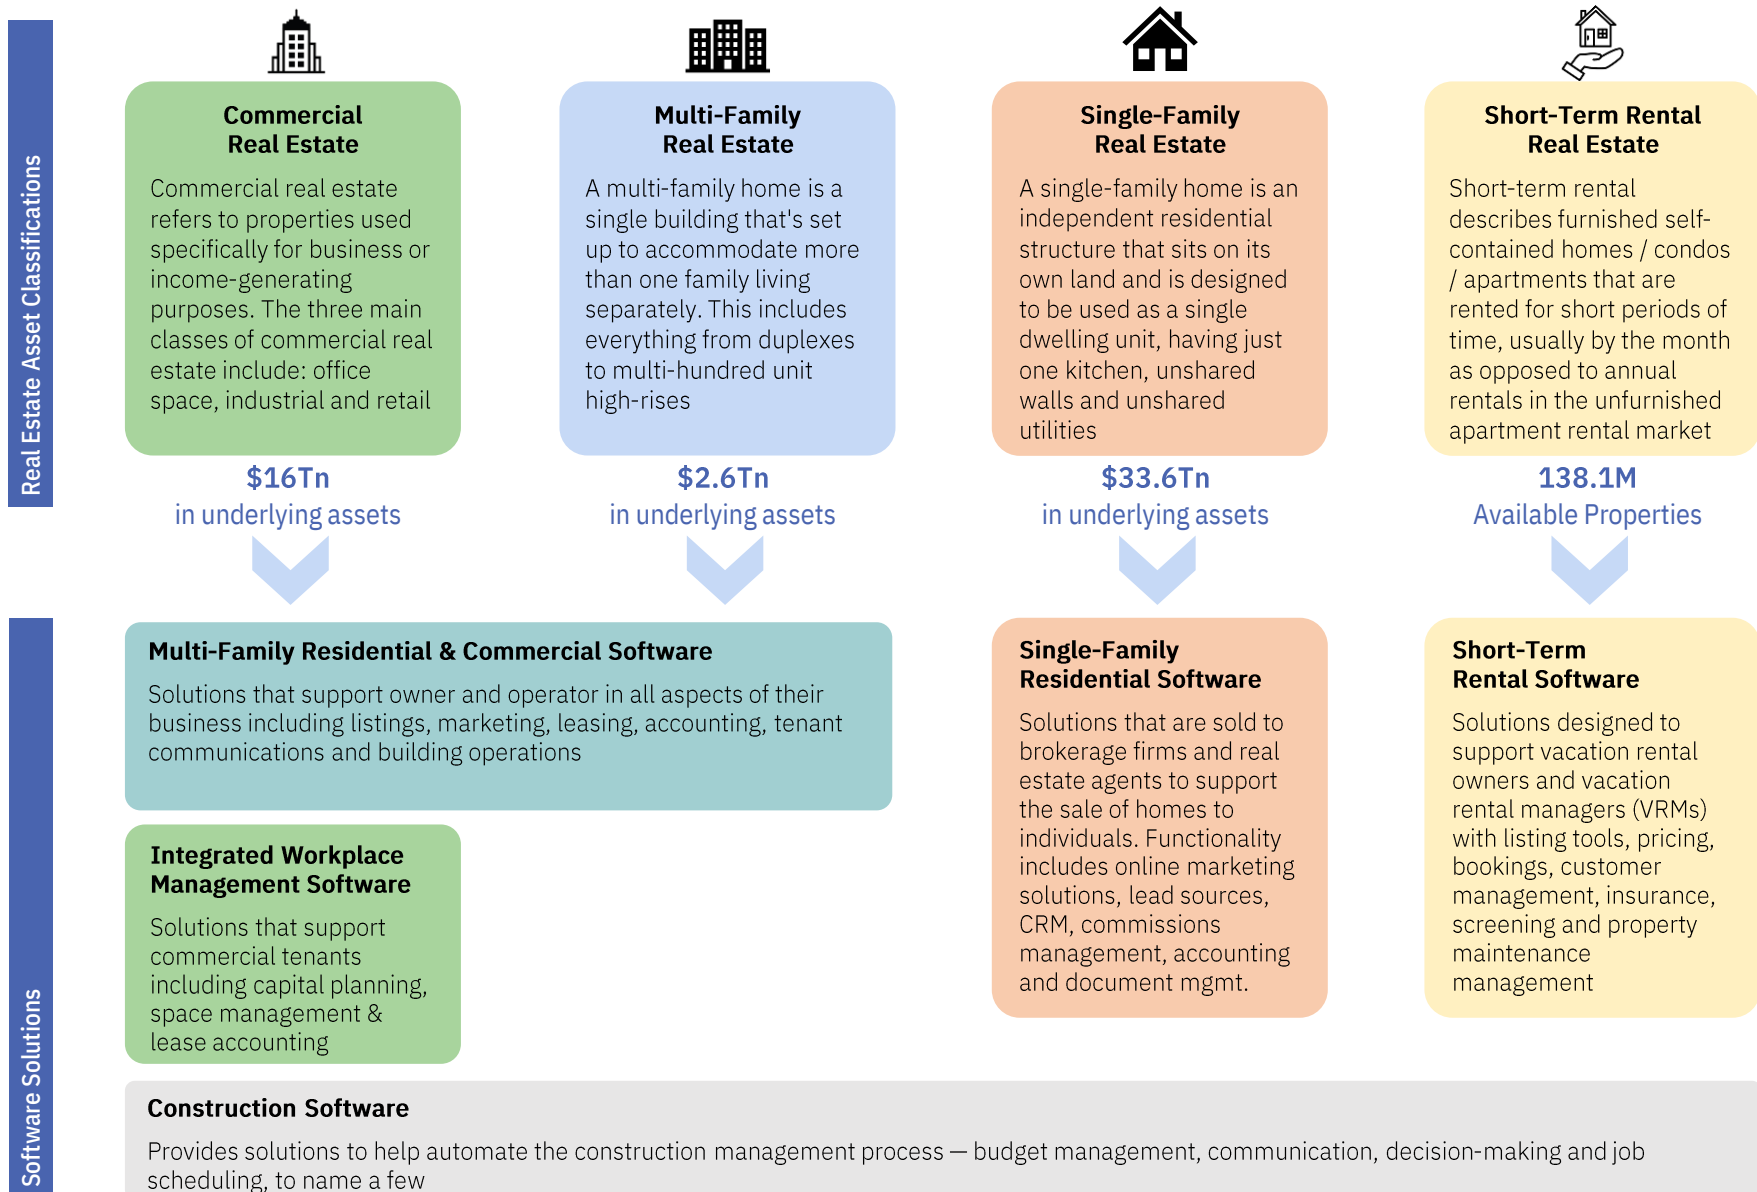 Real Estate Asset Classifications
Commercial
Real Estate
Commercial real estate
refers to properties used
specifically for business or
income-generating
purposes. The three main
classes of commercial real
estate include: office
space, industrial and retail
$16Tn
in underlying assets
Multi-Family
Real Estate
A multi-family home is a
single building that's set
up to accommodate more
than one family living
separately. This includes
everything from duplexes
to multi-hundred unit
high-rises
$2.6Tn
in underlying assets
Single-Family
Real Estate
A single-family home is an
independent residential
structure that sits on its
own land and is designed
to be used as a single
dwelling unit, having just
one kitchen, unshared
walls and unshared
utilities
$33.6Tn
in underlying assets
Short-Term Rental
Real Estate
Short-term rental
describes furnished self-
contained homes / condos
/ apartments that are
rented for short periods of
time, usually by the month
as opposed to annual
rentals in the unfurnished
apartment rental market
138.1M
Available Properties
Software Solutions
Multi-Family Residential & Commercial Software
Solutions that support owner and operator in all aspects of their
business including listings, marketing, leasing, accounting, tenant
communications and building operations
Integrated Workplace
Management Software
Solutions that support
commercial tenants
including capital planning,
space management &
lease accounting
Single-Family
Residential Software
Solutions that are sold to
brokerage firms and real
estate agents to support
the sale of homes to
individuals. Functionality
includes online marketing
solutions, lead sources,
CRM, commissions
management, accounting
and document mgmt.
Short-Term
Rental Software
Solutions designed to
support vacation rental
owners and vacation
rental managers (VRMs)
with listing tools, pricing,
bookings, customer
management, insurance,
screening and property
maintenance
management
Construction Software
Provides solutions to help automate the construction management process — budget management, communication, decision-making and job
scheduling, to name a few